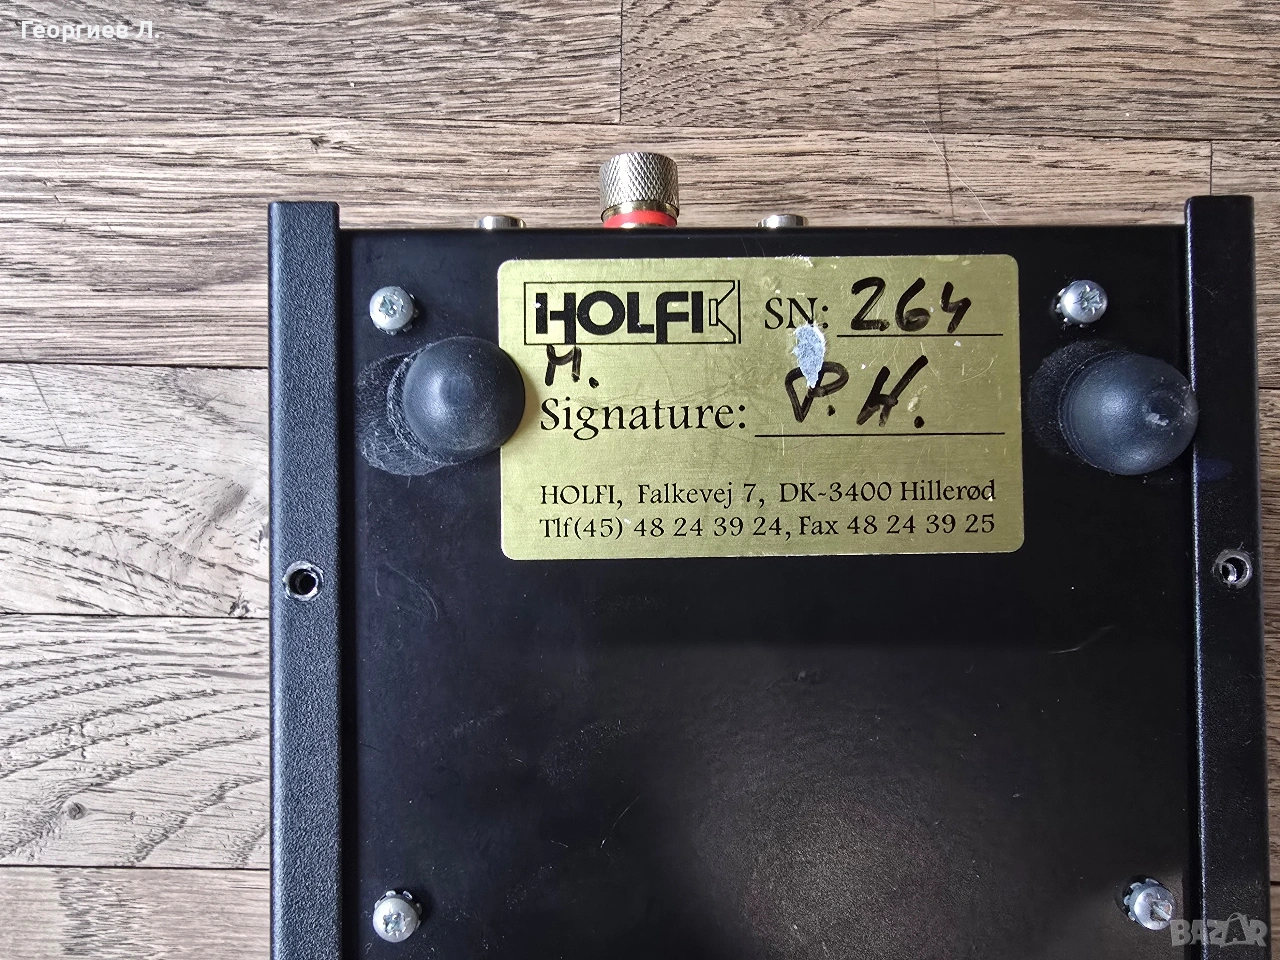 Георгиев Л.
HOLFI SN: 264
M.
Signature: P. H.
HOLFI, Falkevej 7, DK-3400 Hillerød
Tlf(45) 48 24 39 24, Fax 48 24 39 25
BAZAR